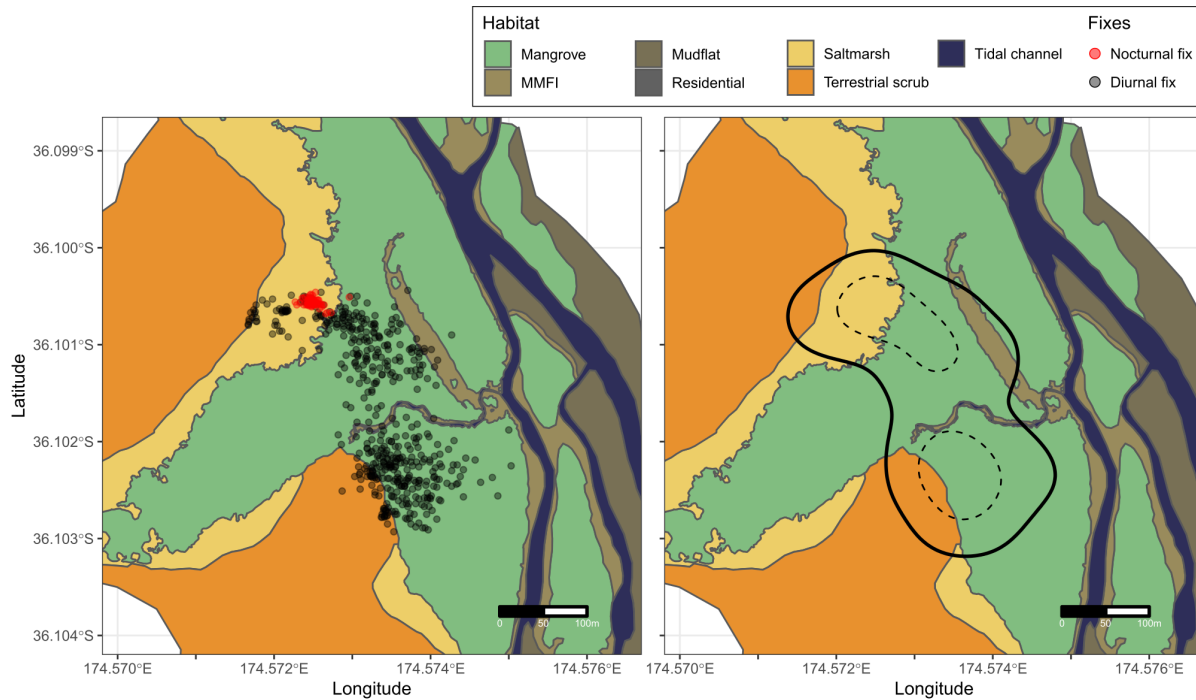 Habitat
Fixes
Mangrove
Mudflat
Saltmarsh
Tidal channel
Nocturnal fix
MMFI
Residential
Terrestrial scrub
Diurnal fix
36.099°S
36.100°S
36.101°S
36.102°S
36.103°S
36.104°S
Latitude
0 50 100m
0 50 100m
174.570°E 174.572°E 174.574°E 174.576°E
174.570°E 174.572°E 174.574°E 174.576°E
Longitude
Longitude